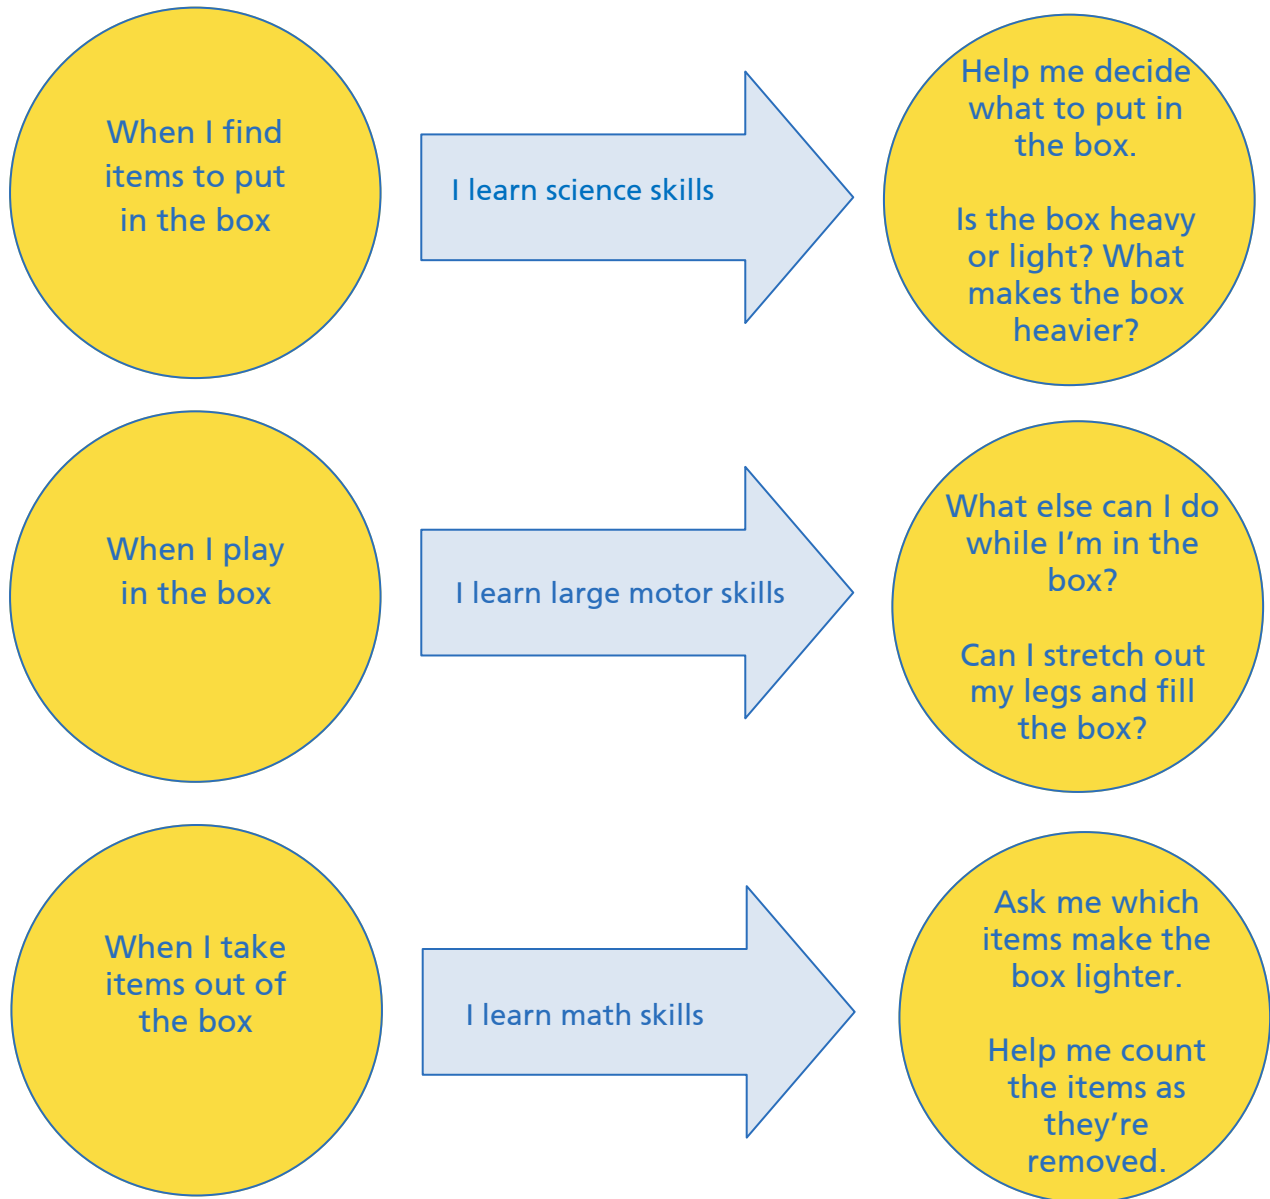 When I find
items to put
in the box
I learn science skills
Help me decide
what to put in
the box.
Is the box heavy
or light? What
makes the box
heavier?
When I play
in the box
I learn large motor skills
What else can I do
while I’m in the
box?
Can I stretch out
my legs and fill
the box?
When I take
items out of
the box
I learn math skills
Ask me which
items make the
box lighter.
Help me count
the items as
they’re
removed.